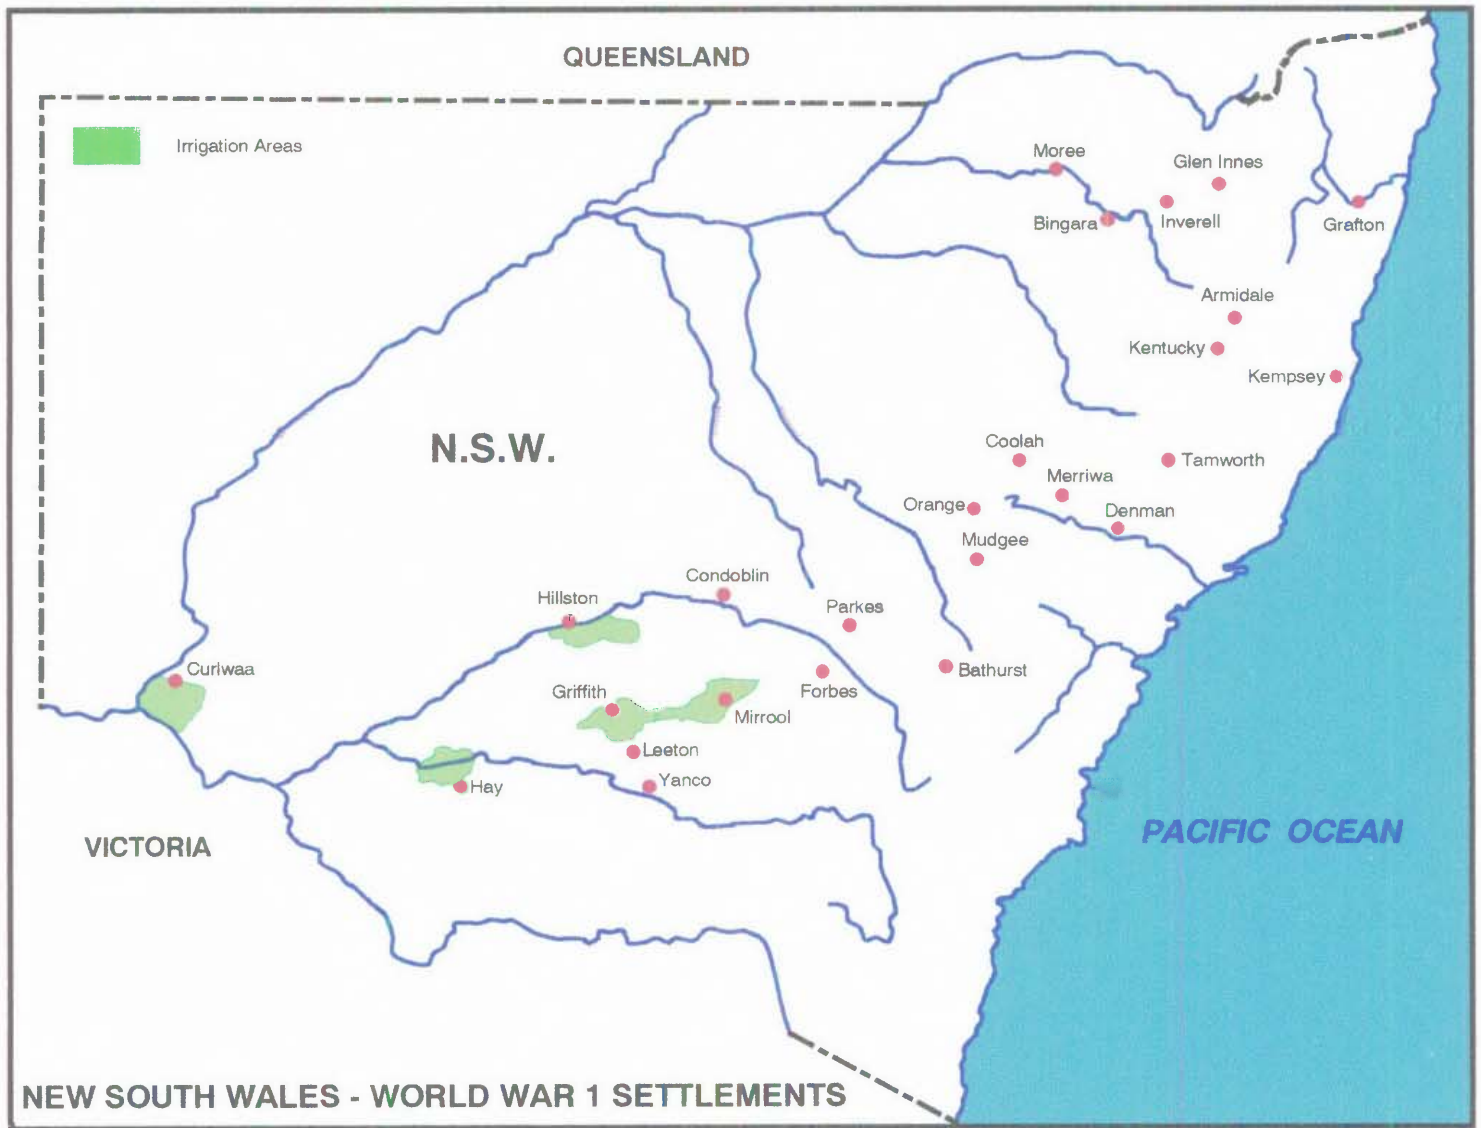 QUEENSLAND
Irrigation Areas
Moree
Glen Innes
Bingara
Inverell
Grafton
Armidale
Kentucky
Kempsey
N.S.W.
Coolah
Tamworth
Merriwa
Orange
Denman
Mudgee
Condoblin
Hillston
Parkes
Curlwaa
Bathurst
Griffith
Forbes
Mirrool
Leeton
Yanco
Hay
VICTORIA
PACIFIC OCEAN
NEW SOUTH WALES - WORLD WAR 1 SETTLEMENTS